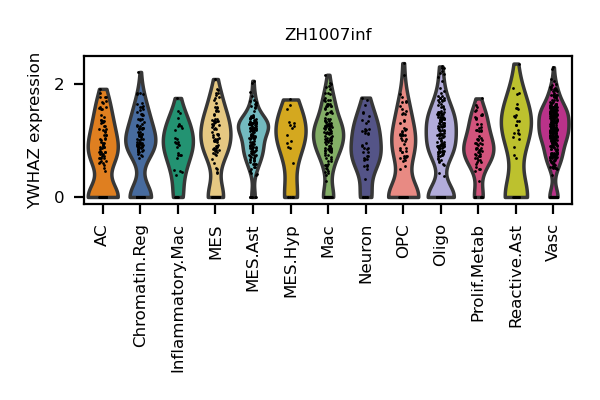 ZH1007inf
YWHAZ expression
2
0
AC
Chromatin.Reg
Inflammatory.Mac
MES
MES.Ast
MES.Hyp
Mac
Neuron
OPC
Oligo
Prolif.Metab
Reactive.Ast
Vasc